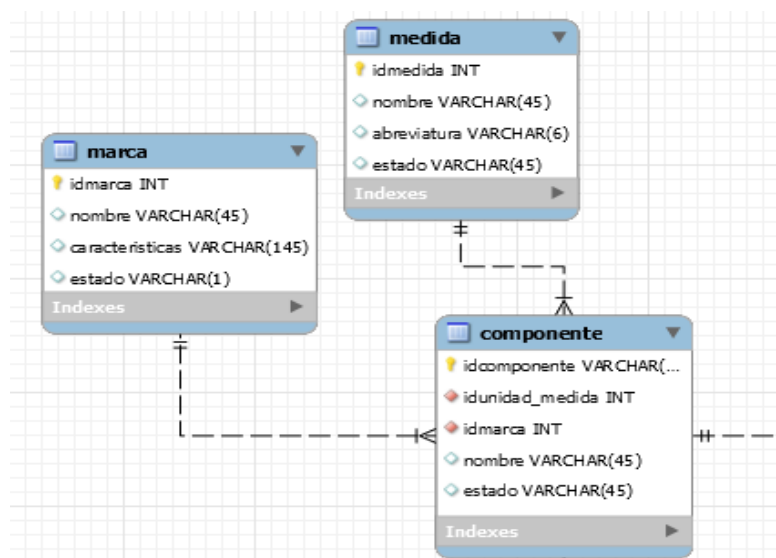 medida
idmedida INT
nombre VARCHAR(45)
abreviatura VARCHAR(6)
estado VARCHAR(45)
Indexes
marca
idmarca INT
nombre VARCHAR(45)
caracteristicas VARCHAR(145)
estado VARCHAR(1)
Indexes
componente
idcomponente VARCHAR(...
idunidad_medida INT
idmarca INT
nombre VARCHAR(45)
estado VARCHAR(45)
Indexes